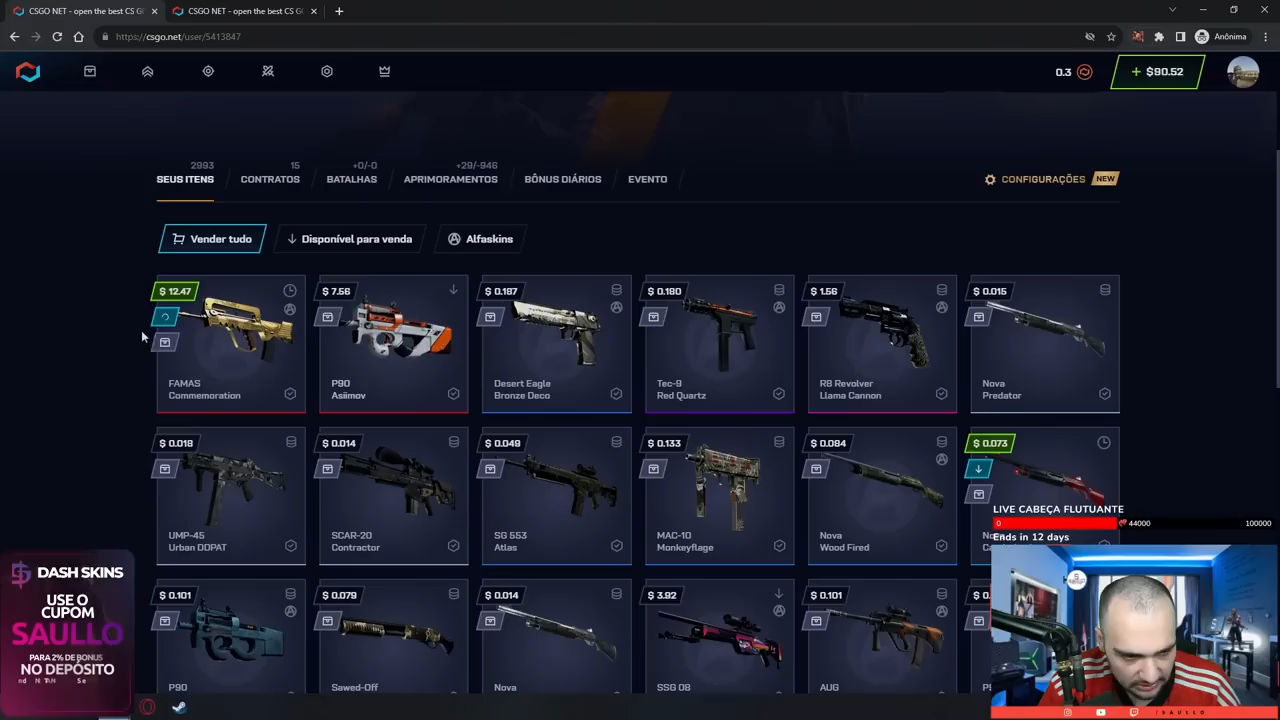 CSGO NET - open the best CS G
CSGO NET - open the best CS G
https://csgo.net/user/5413847
Anônima
0.3
+ $90.52
2993
15
+0/-0
+29/-946
SEUS ITENS
CONTRATOS
BATALHAS
APRIMORAMENTOS
BÔNUS DIÁRIOS
EVENTO
CONFIGURAÇÕES NEW
Vender tudo
Disponível para venda
Alfaskins
$ 12.47
$ 7.56
$ 0.187
$ 0.180
$ 1.56
$ 0.015
FAMAS
Commemoration
P90
Asiimov
Desert Eagle
Bronze Deco
Tec-9
Red Quartz
R8 Revolver
Llama Cannon
Nova
Predator
$ 0.018
$ 0.014
$ 0.049
$ 0.133
$ 0.084
$ 0.073
UMP-45
Urban DDPAT
SCAR-20
Contractor
SG 553
Atlas
MAC-10
Monkeyflage
Nova
Wood Fired
LIVE CABEÇA FLUTUANTE
0
44000
100000
Ends in 12 days
$ 0.101
$ 0.079
$ 0.014
$ 3.92
$ 0.101
P90
Sawed-Off
Nova
SSG 08
AUG
DASH SKINS
USE O
CUPOM
SAULLO
PARA 2% DE BONUS
NO DEPÓSITO